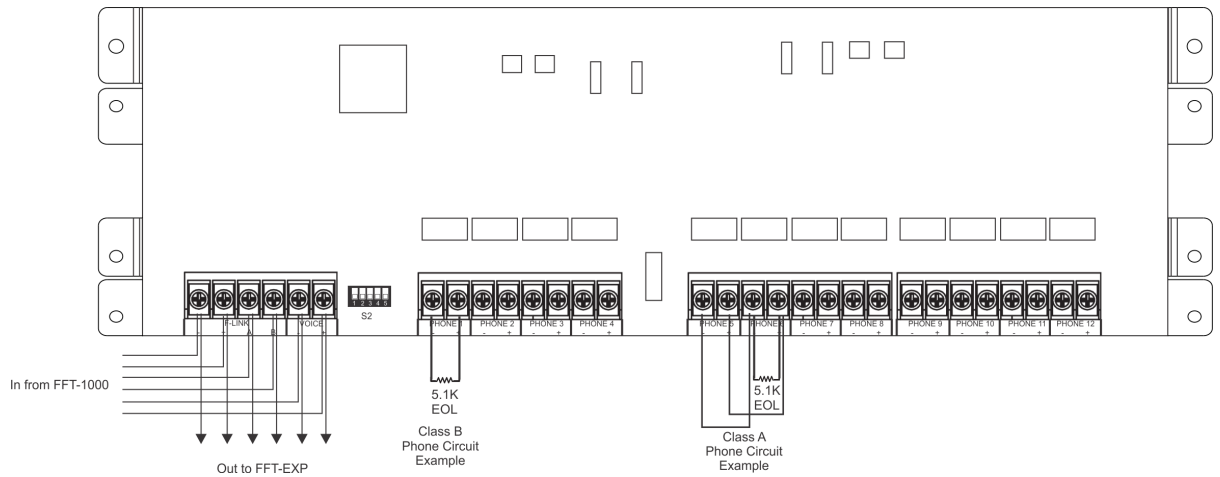 F-LINK VOICE
- + A B - +
1 2 3 4 5
S2
PHONE 1 PHONE 2 PHONE 3 PHONE 4
- + - + - + - +
PHONE 5 PHONE 6 PHONE 7 PHONE 8
- + - + - + - +
PHONE 9 PHONE 10 PHONE 11 PHONE 12
- + - + - + - +
In from FFT-1000
Out to FFT-EXP
5.1K
EOL
Class B
Phone Circuit
Example
5.1K
EOL
Class A
Phone Circuit
Example